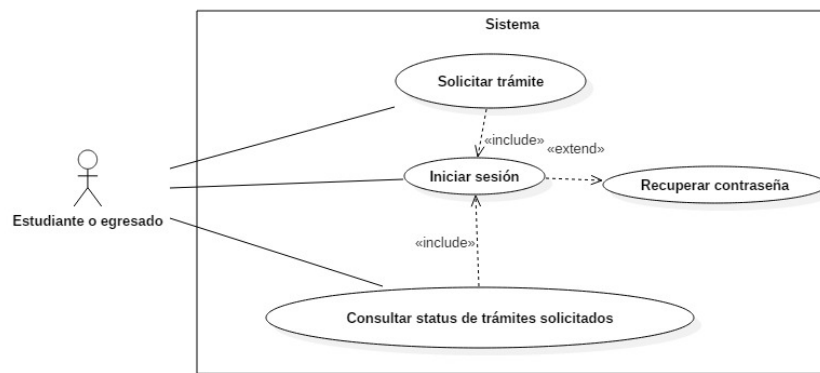 Sistema
Solicitar trámite
«include»
«extend»
Iniciar sesión
Recuperar contraseña
Estudiante o egresado
«include»
Consultar status de trámites solicitados